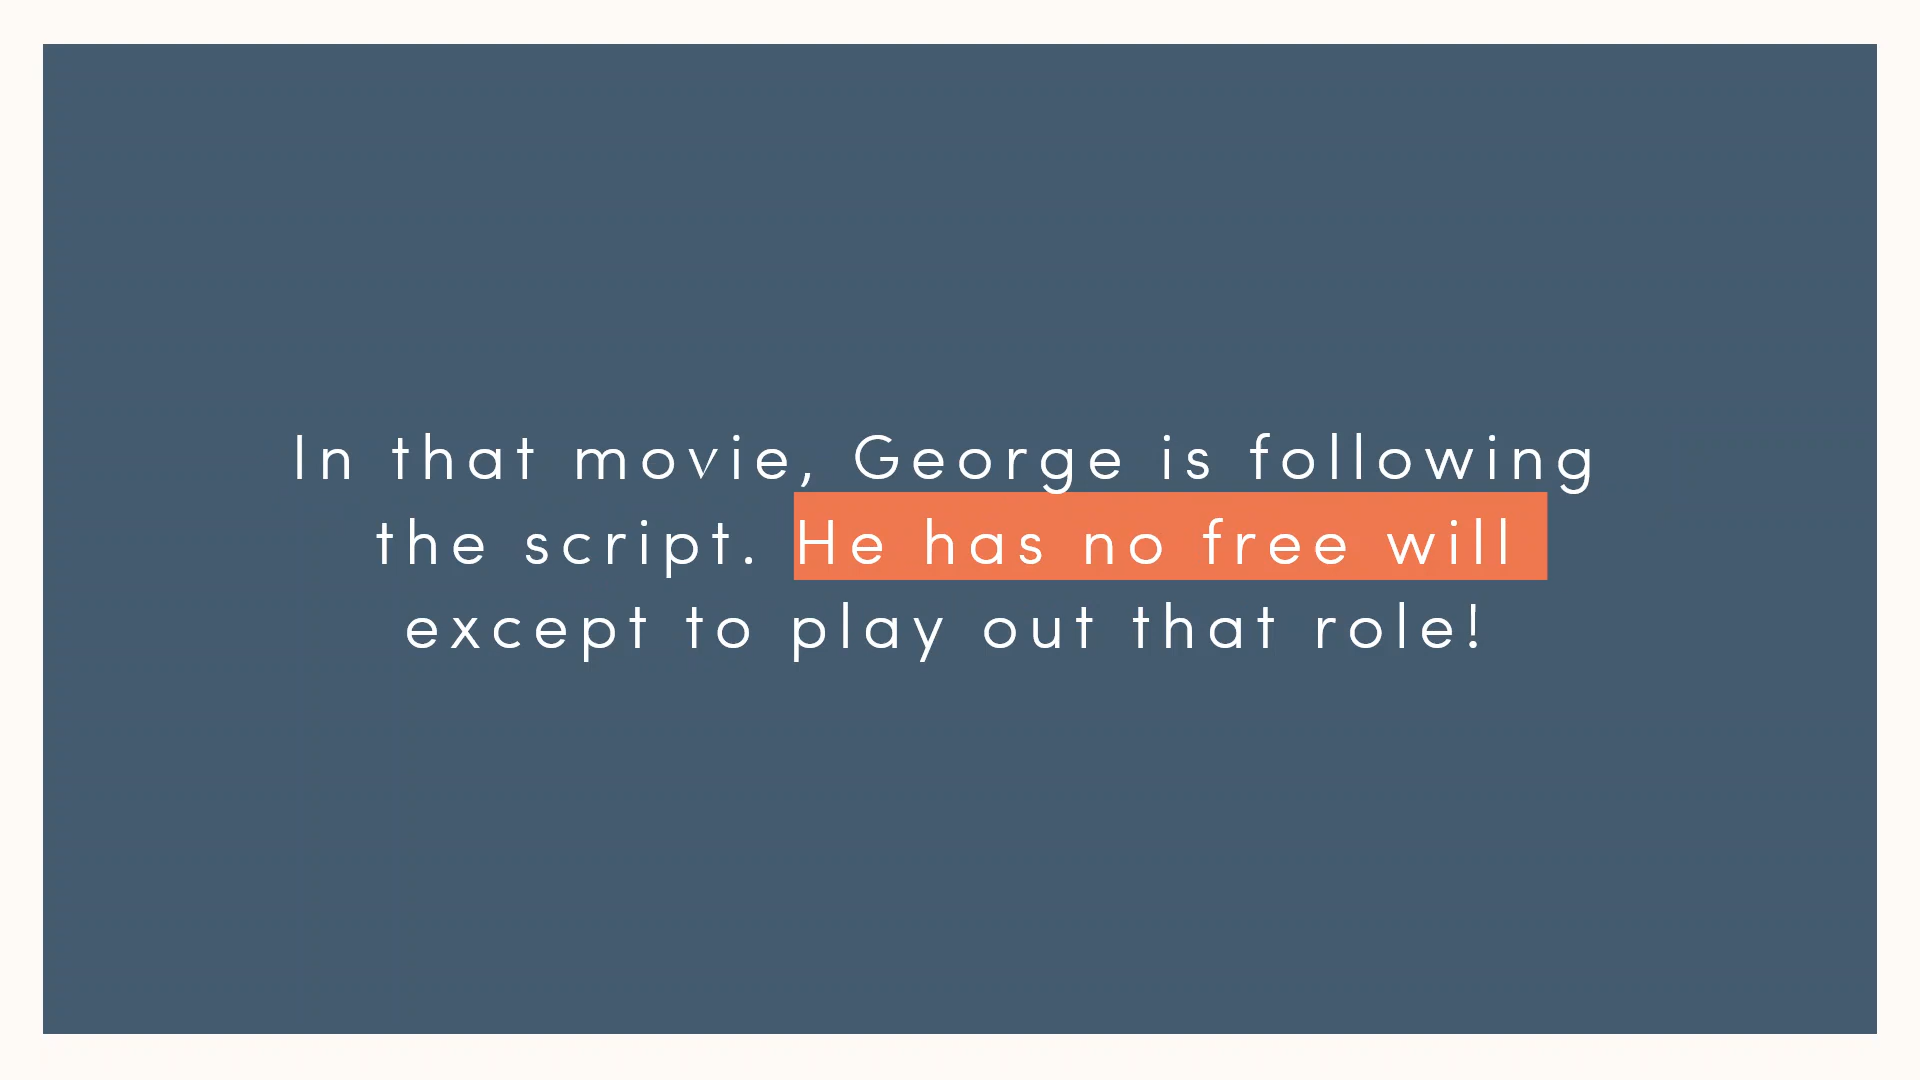 In that movie, George is following
the script. He has no free will
except to play out that role!